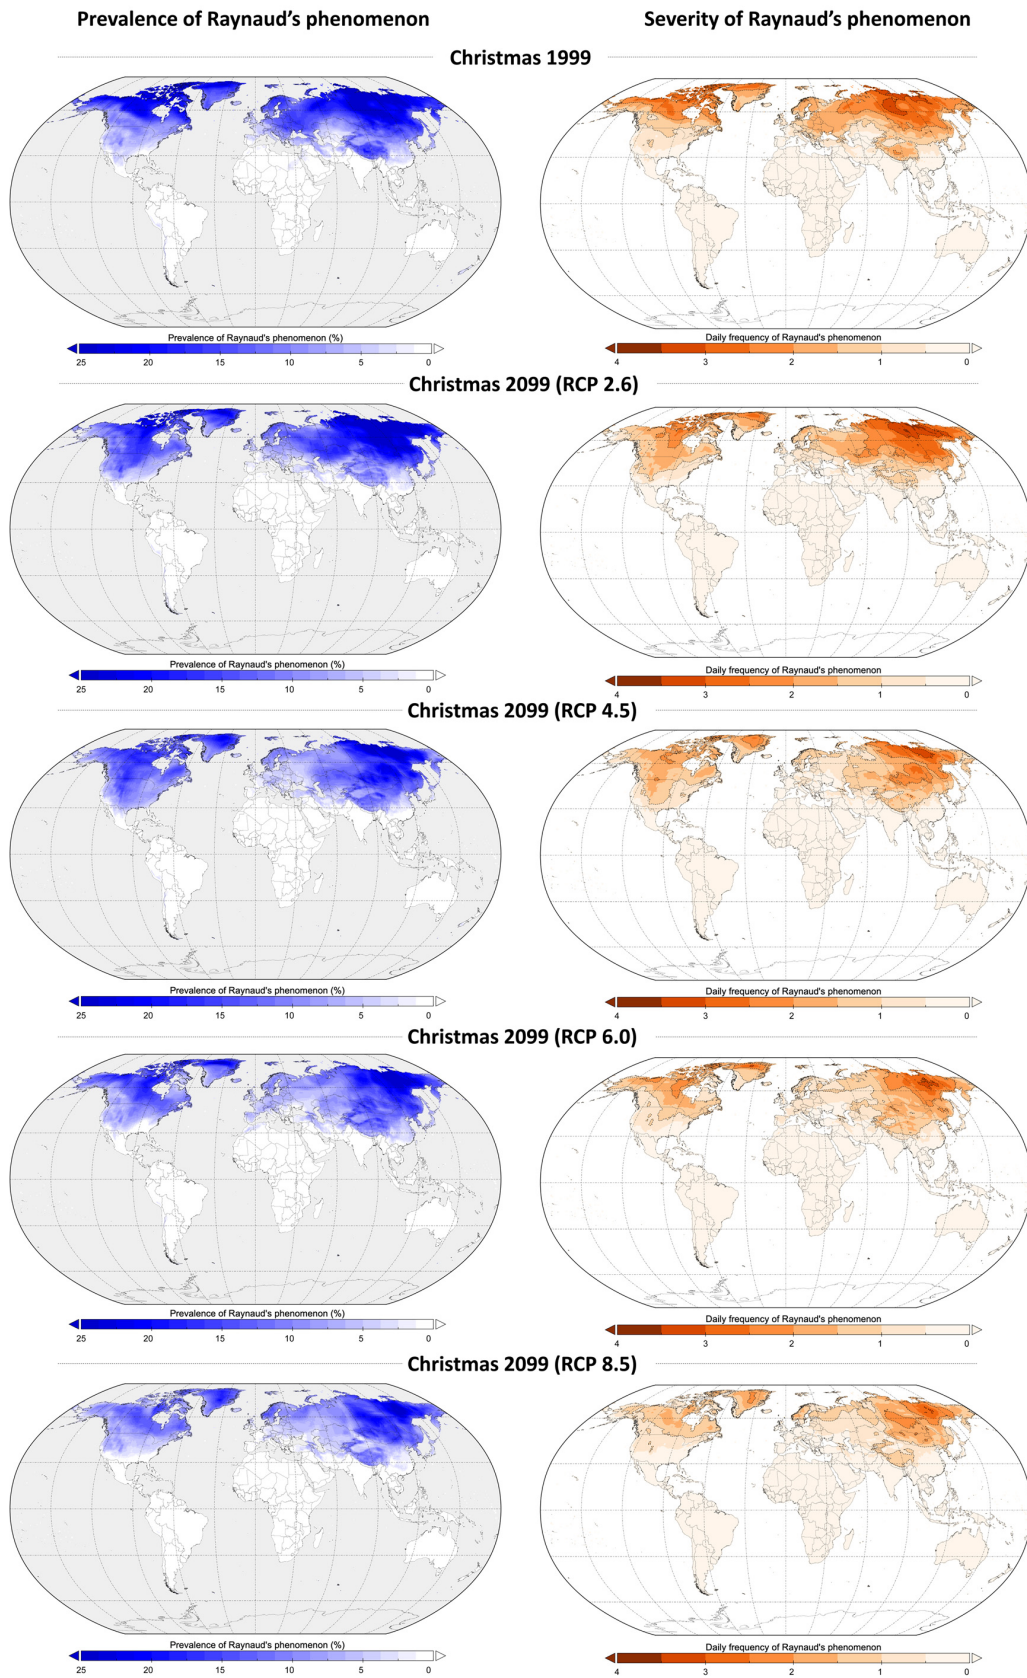 Prevalence of Raynaud’s phenomenon
Severity of Raynaud’s phenomenon
Christmas 1999
Prevalence of Raynaud's phenomenon (%)
25 20 15 10 5 0
Daily frequency of Raynaud's phenomenon
4 3 2 1 0
Christmas 2099 (RCP 2.6)
Prevalence of Raynaud's phenomenon (%)
25 20 15 10 5 0
Daily frequency of Raynaud's phenomenon
4 3 2 1 0
Christmas 2099 (RCP 4.5)
Prevalence of Raynaud's phenomenon (%)
25 20 15 10 5 0
Daily frequency of Raynaud's phenomenon
4 3 2 1 0
Christmas 2099 (RCP 6.0)
Prevalence of Raynaud's phenomenon (%)
25 20 15 10 5 0
Daily frequency of Raynaud's phenomenon
4 3 2 1 0
Christmas 2099 (RCP 8.5)
Prevalence of Raynaud's phenomenon (%)
25 20 15 10 5 0
Daily frequency of Raynaud's phenomenon
4 3 2 1 0